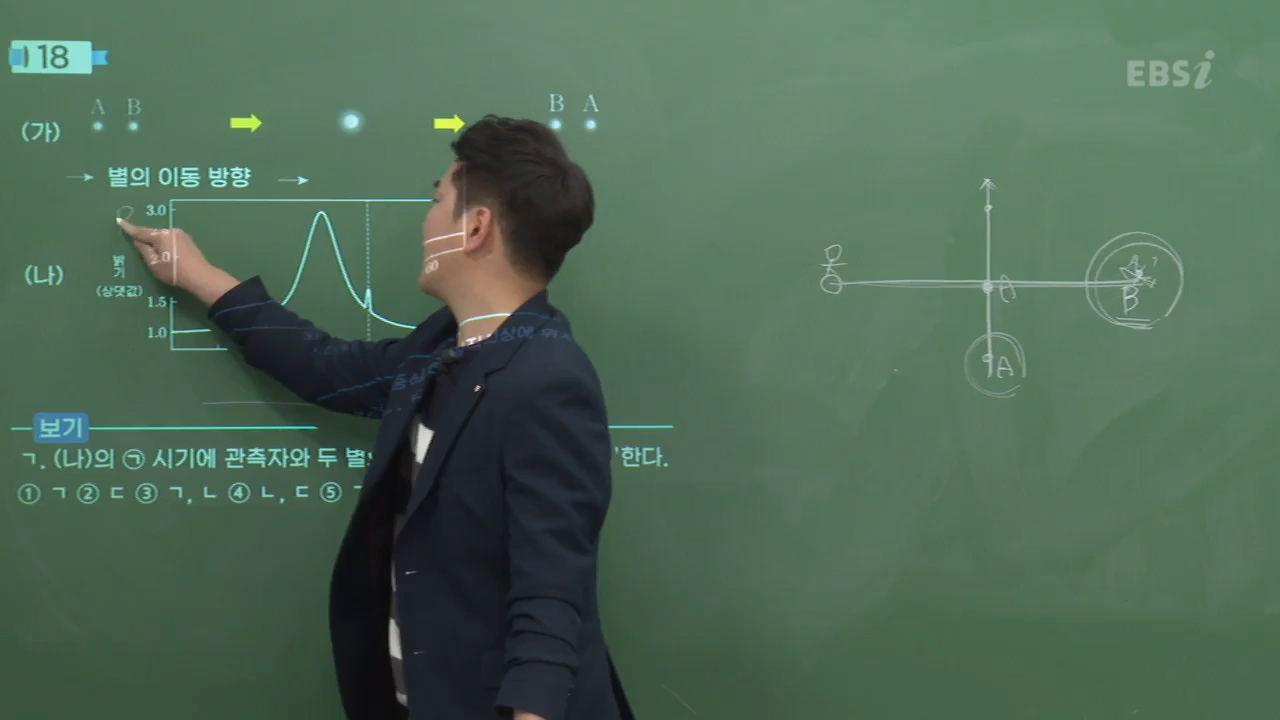 18
EBSi
A B
B A
(가)
→ 별의 이동 방향 →
3.0
2.0
(나)
밝기
(상댓값)
1.5
1.0
보기
ㄱ. (나)의 ㉠ 시기에 관측자와 두 별
한다.
① ㄱ ② ㄷ ③ ㄱ, ㄴ ④ ㄴ, ㄷ ⑤
A
B
A